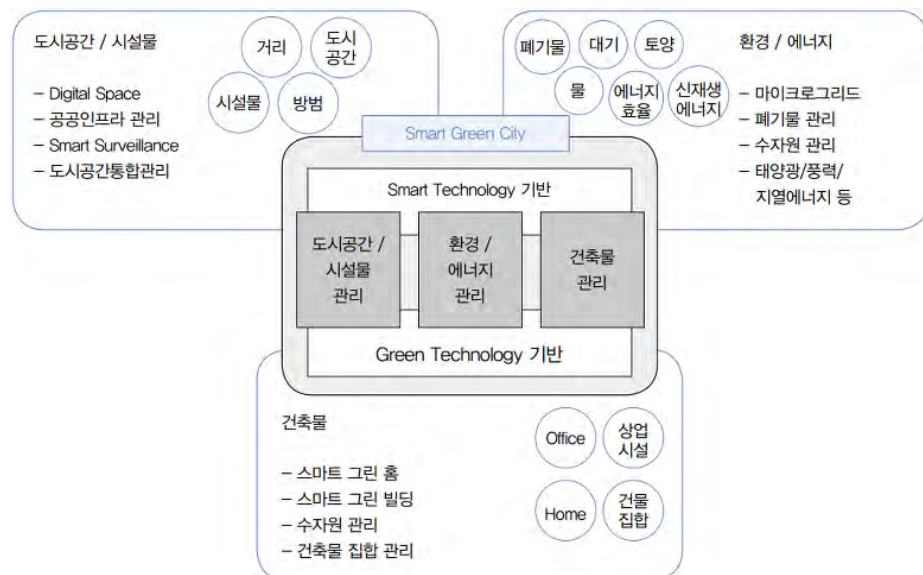 도시공간 / 시설물
거리
도시
공간
시설물
방범
– Digital Space
– 공공인프라 관리
– Smart Surveillance
– 도시공간통합관리
폐기물
대기
토양
물
에너지
효율
신재생
에너지
환경 / 에너지
– 마이크로그리드
– 폐기물 관리
– 수자원 관리
– 태양광/풍력/
지열에너지 등
Smart Green City
Smart Technology 기반
도시공간 /
시설물
관리
환경 /
에너지
관리
건축물
관리
Green Technology 기반
건축물
– 스마트 그린 홈
– 스마트 그린 빌딩
– 수자원 관리
– 건축물 집합 관리
Office
상업
시설
Home
건물
집합